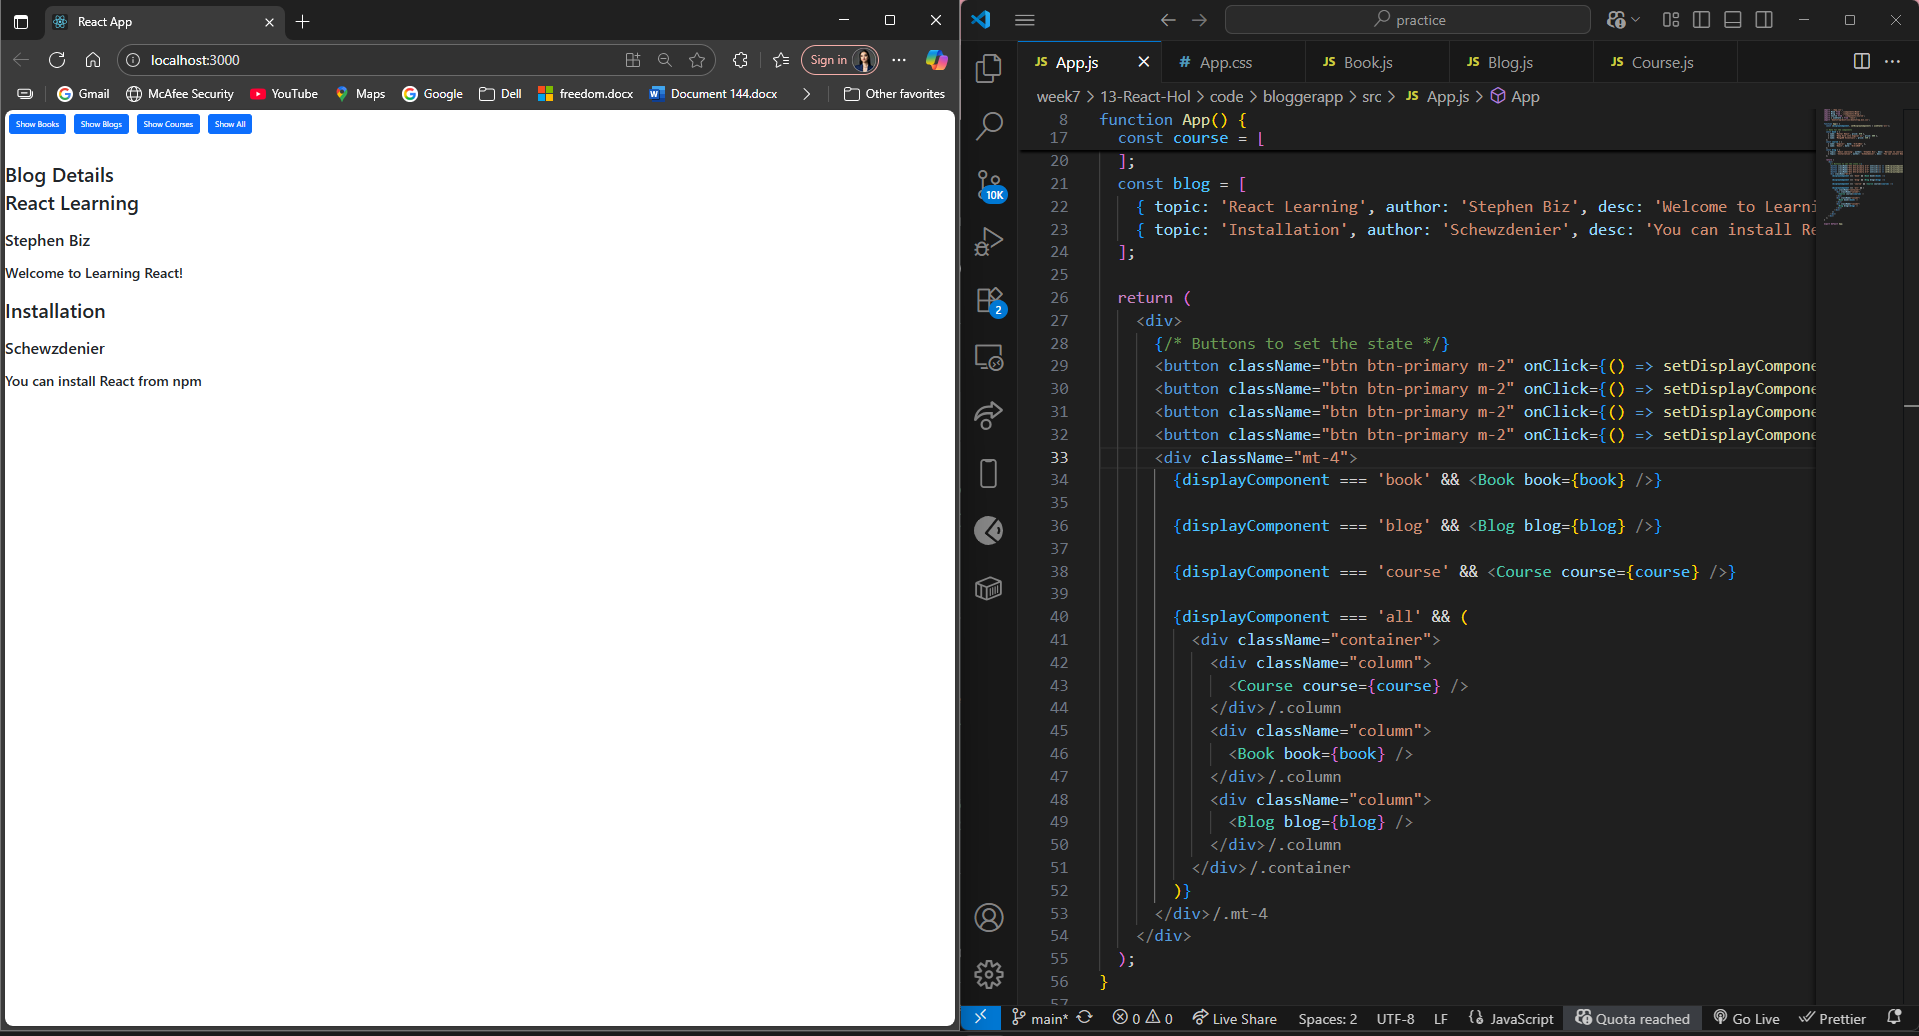 React App
localhost:3000
Sign in
Gmail McAfee Security YouTube Maps Google Dell freedom.docx Document 144.docx Other favorites
Show Books Show Blogs Show Courses Show All
Blog Details
React Learning
Stephen Biz
Welcome to Learning React!
Installation
Schewzdenier
You can install React from npm
practice
10K
2
JS App.js # App.css JS Book.js JS Blog.js JS Course.js
week7 > 13-React-Hol > code > bloggerapp > src > JS App.js > App
8 function App() {
17 const course = [
20 ];
21 const blog = [
22 { topic: 'React Learning', author: 'Stephen Biz', desc: 'Welcome to Learni
23 { topic: 'Installation', author: 'Schewzdenier', desc: 'You can install Re
24 ];
25
26 return (
27 <div>
28 {/* Buttons to set the state */}
29 <button className="btn btn-primary m-2" onClick={() => setDisplayCompone
30 <button className="btn btn-primary m-2" onClick={() => setDisplayCompone
31 <button className="btn btn-primary m-2" onClick={() => setDisplayCompone
32 <button className="btn btn-primary m-2" onClick={() => setDisplayCompone
33 <div className="mt-4">
34 {displayComponent === 'book' && <Book book={book} />}
35
36 {displayComponent === 'blog' && <Blog blog={blog} />}
37
38 {displayComponent === 'course' && <Course course={course} />}
39
40 {displayComponent === 'all' && (
41 <div className="container">
42 <div className="column">
43 <Course course={course} />
44 </div>/.column
45 <div className="column">
46 <Book book={book} />
47 </div>/.column
48 <div className="column">
49 <Blog blog={blog} />
50 </div>/.column
51 </div>/.container
52 )}
53 </div>/.mt-4
54 </div>
55 );
56 }
57
main* 0 0 Live Share Spaces: 2 UTF-8 LF {} JavaScript Quota reached Go Live Prettier